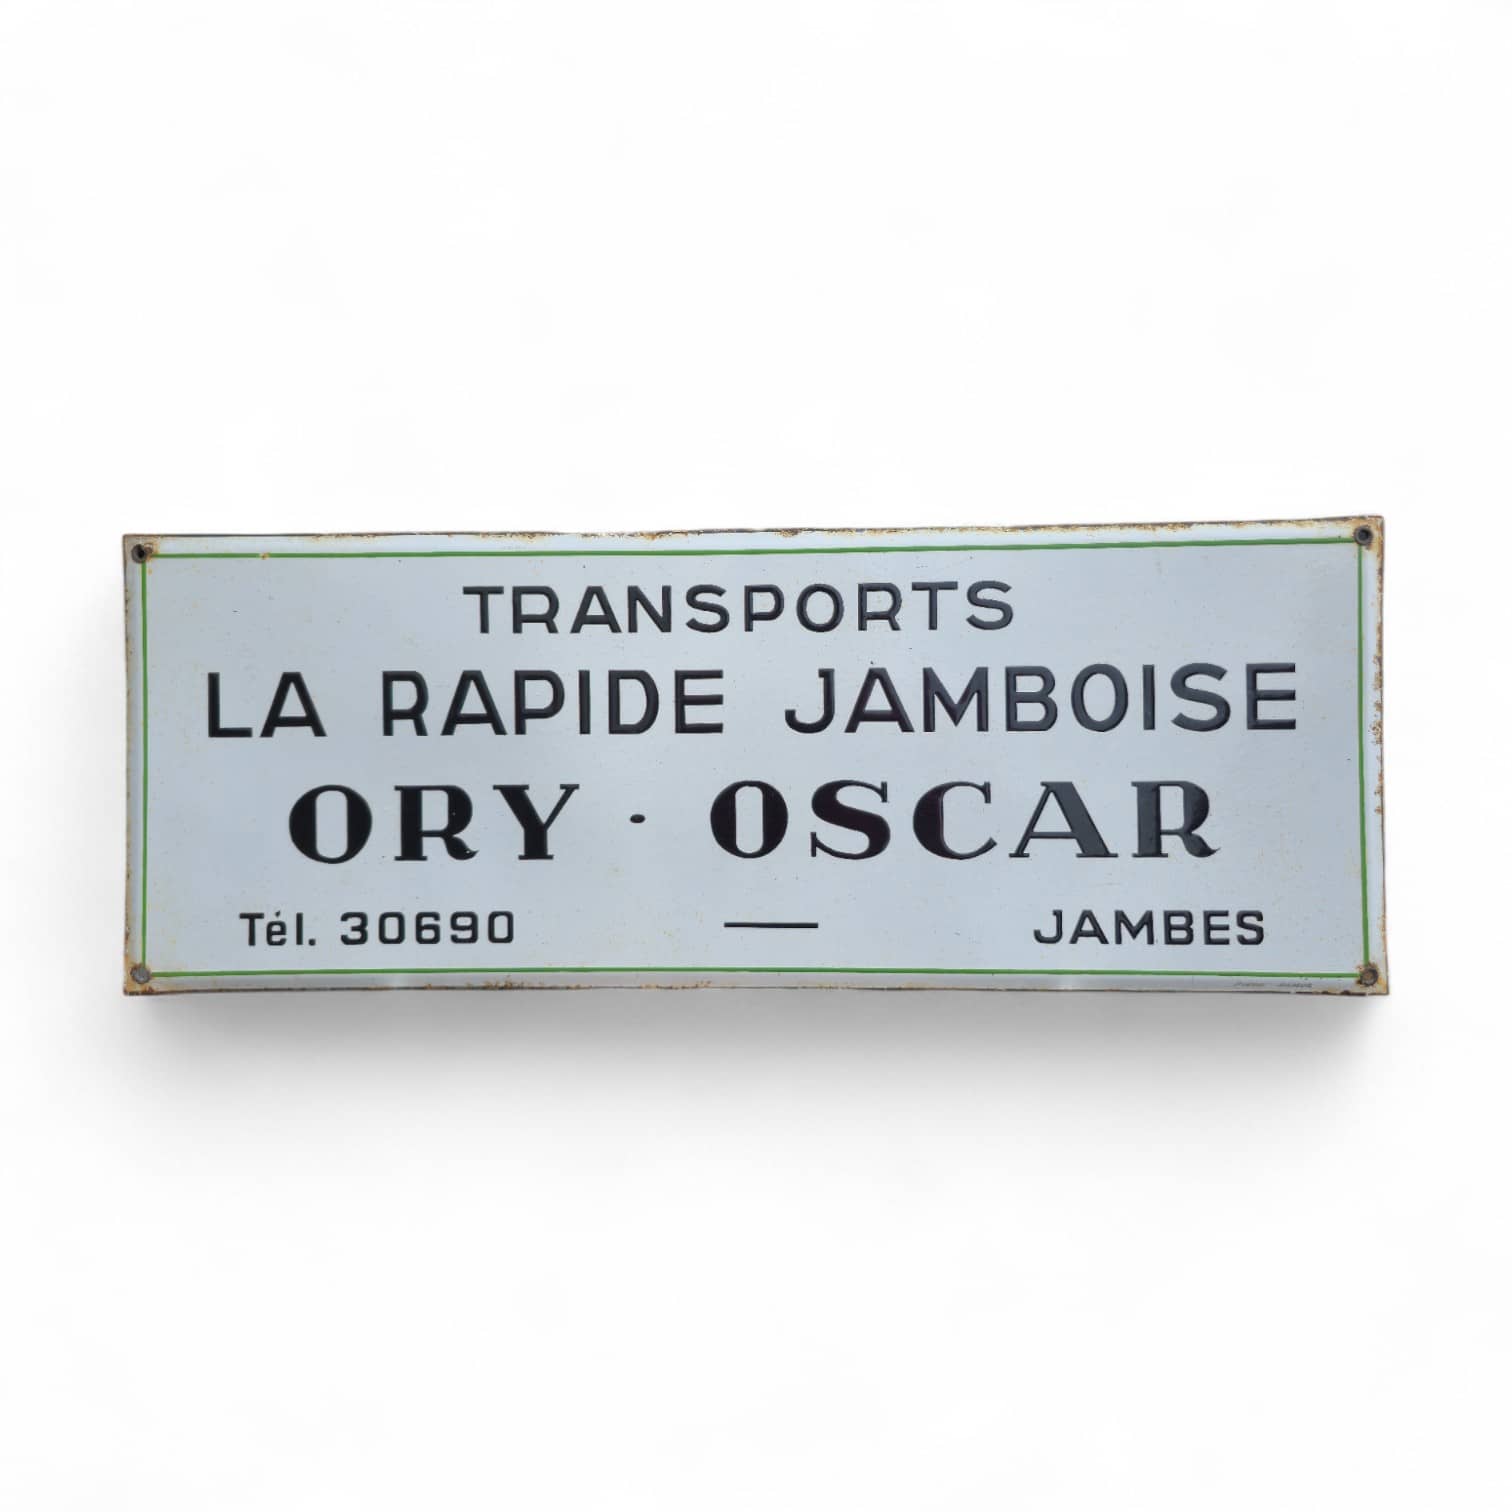 TRANSPORTS
LA RAPIDE JAMBOISE
ORY · OSCAR
Tél. 30690 — JAMBES